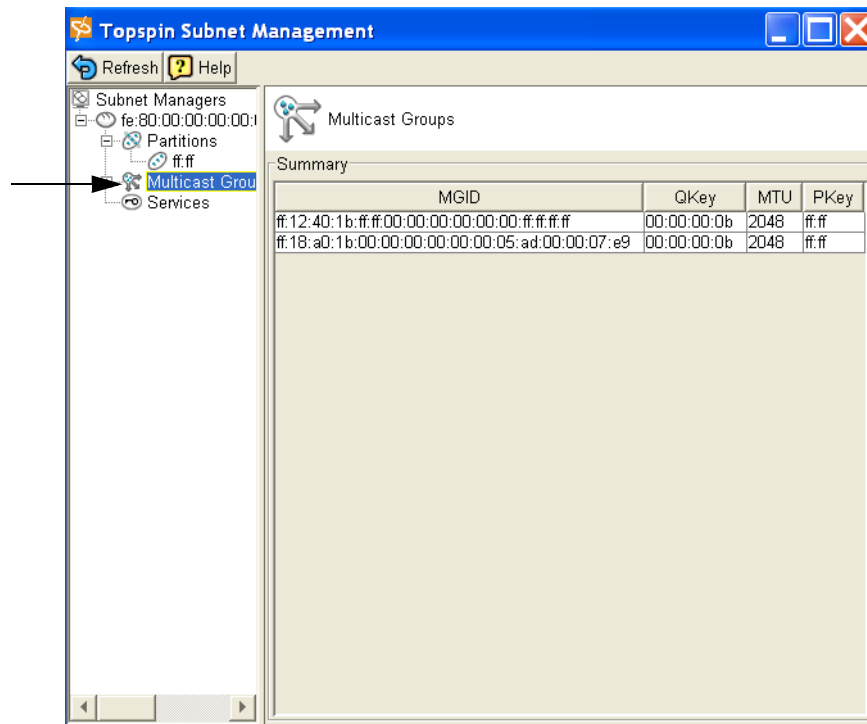 Topspin Subnet Management
Refresh Help
Subnet Managers
fe:80:00:00:00:
Partitions
ff:ff
Multicast Grou
Services
Multicast Groups
Summary
MGID QKey MTU PKey
ff:12:40:1b:ff:ff:00:00:00:00:00:00:ff:ff:ff:ff 00:00:00:0b 2048 ff:ff
ff:18:a0:1b:00:00:00:00:00:00:05:ad:00:00:07:e9 00:00:00:0b 2048 ff:ff